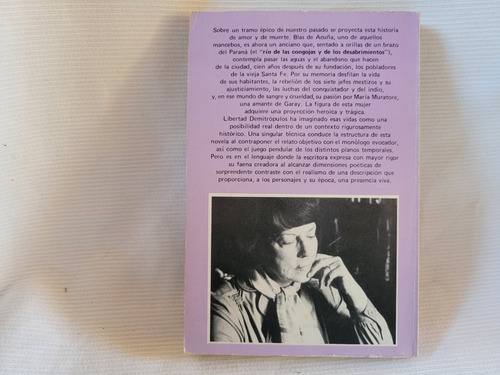 Sobre un tramo épico de nuestro pasado se proyecta esta historia
de amor y de muerte. Blas de Acuña, uno de aquellos
mancebos, es ahora un anciano que, sentado a orillas de un brazo
del Paraná (el "río de las congojas y de los desabrimientos"),
contempla pasar las aguas y el abandono que hacen
de la ciudad, cien años después de su fundación, los pobladores
de la vieja Santa Fe. Por su memoria desfilan la vida
de sus habitantes, la rebelión de los siete jefes mestizos y su
ajusticiamiento, las luchas del conquistador y del indio,
y, en ese mundo de sangre y crueldad, su pasión por María Muratore,
una amante de Garay. La figura de esta mujer
adquiere una proyección heroica y trágica.
Libertad Demitrópulos ha imaginado esas vidas como una
posibilidad real dentro de un contexto rigurosamente
histórico. Una singular técnica conduce la estructura de esta
novela al contraponer el relato objetivo con el monólogo evocador,
así como el juego pendular de los distintos planos temporales.
Pero es en el lenguaje donde la escritora expresa con mayor rigor
su faena creadora al alcanzar dimensiones poéticas de
sorprendente contraste con el realismo de una descripción que
proporciona, a los personajes y su época, una presencia viva.